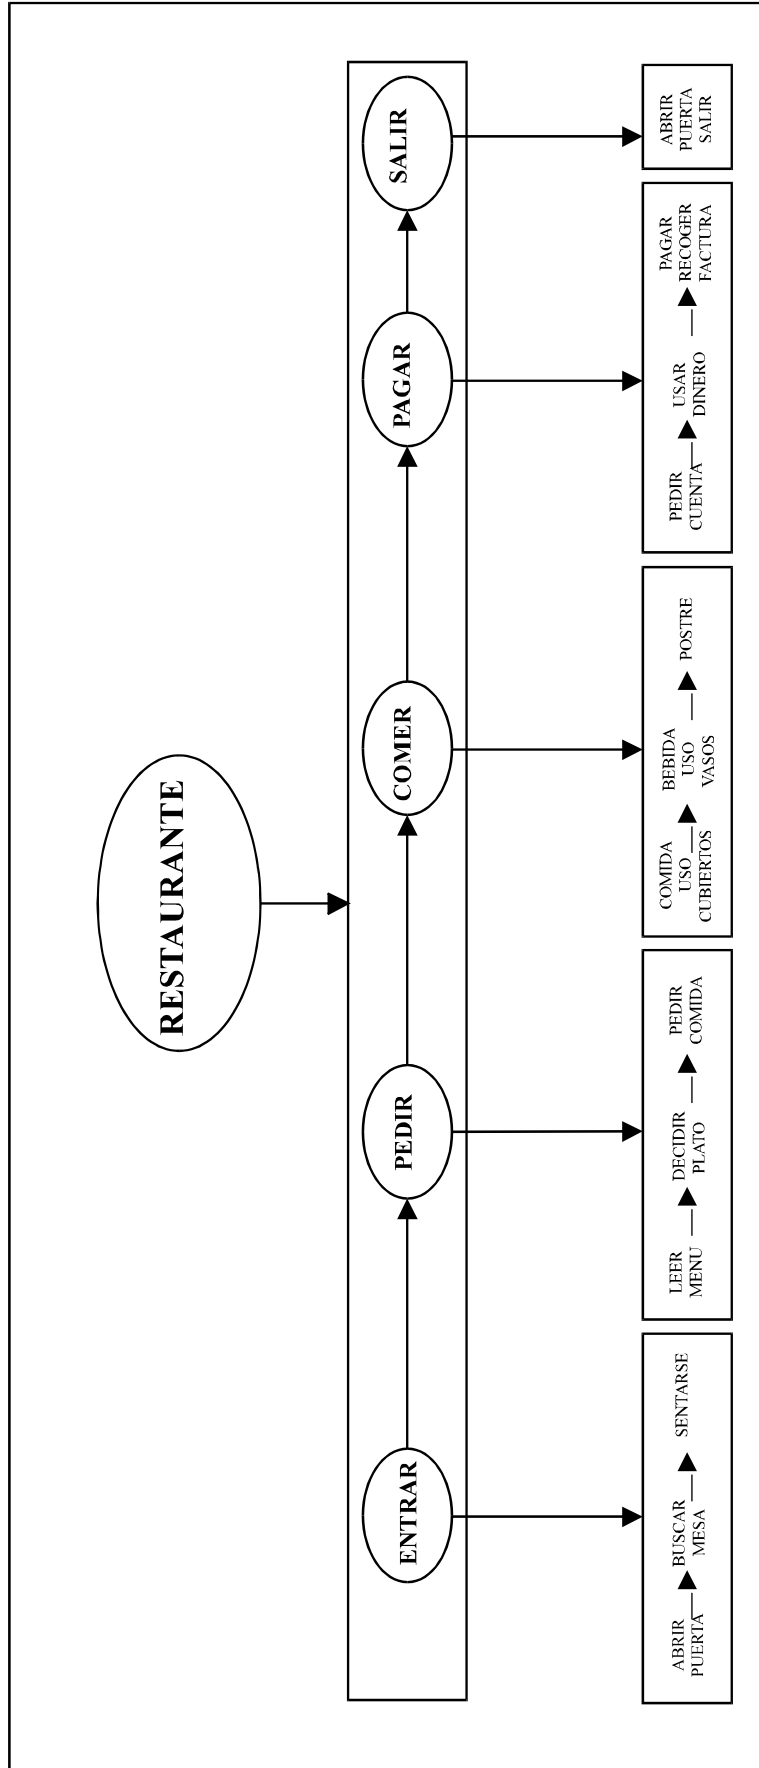 RESTAURANTE
ENTRAR
PEDIR
COMER
PAGAR
SALIR
ABRIR
PUERTA
BUSCAR
MESA
SENTARSE
LEER
MENU
DECIDIR
PLATO
PEDIR
COMIDA
COMIDA
USO
CUBIERTOS
BEBIDA
USO
VASOS
POSTRE
PEDIR
CUENTA
USAR
DINERO
PAGAR
RECOGER
FACTURA
ABRIR
PUERTA
SALIR